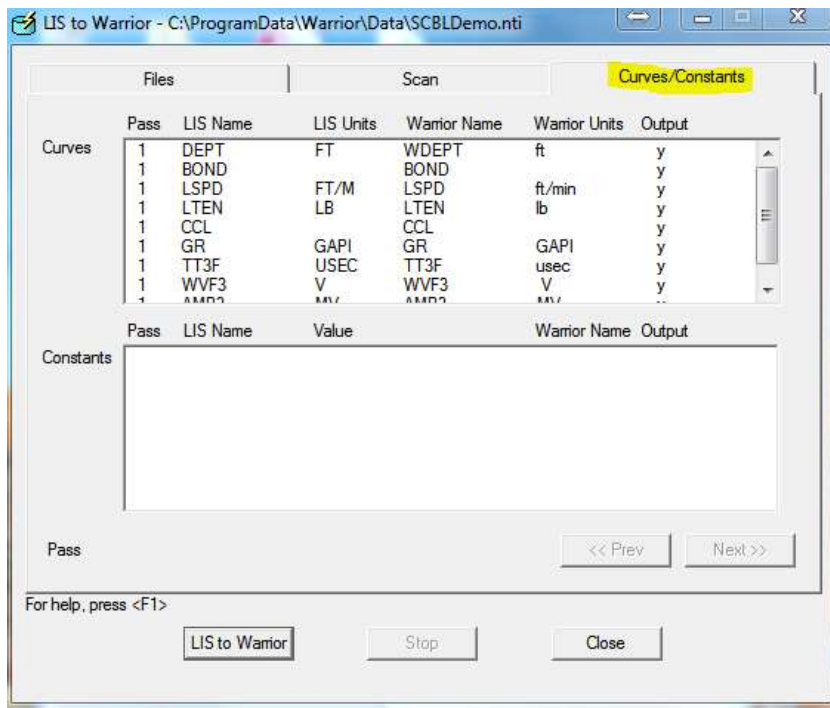 LIS to Warrior - C:\ProgramData\Warrior\Data\SCBLDemo.nti
Files Scan Curves/Constants
Pass LIS Name LIS Units Warrior Name Warrior Units Output
Curves
1 DEPT FT WDEPT ft y
1 BOND BOND y
1 LSPD FT/M LSPD ft/min y
1 LTEN LB LTEN lb y
1 CCL CCL y
1 GR GAPI GR GAPI y
1 TT3F USEC TT3F usec y
1 WVF3 V WVF3 V y
Pass LIS Name Value Warrior Name Output
Constants
Pass << Prev Next >>
For help, press <F1>
LIS to Warrior Stop Close